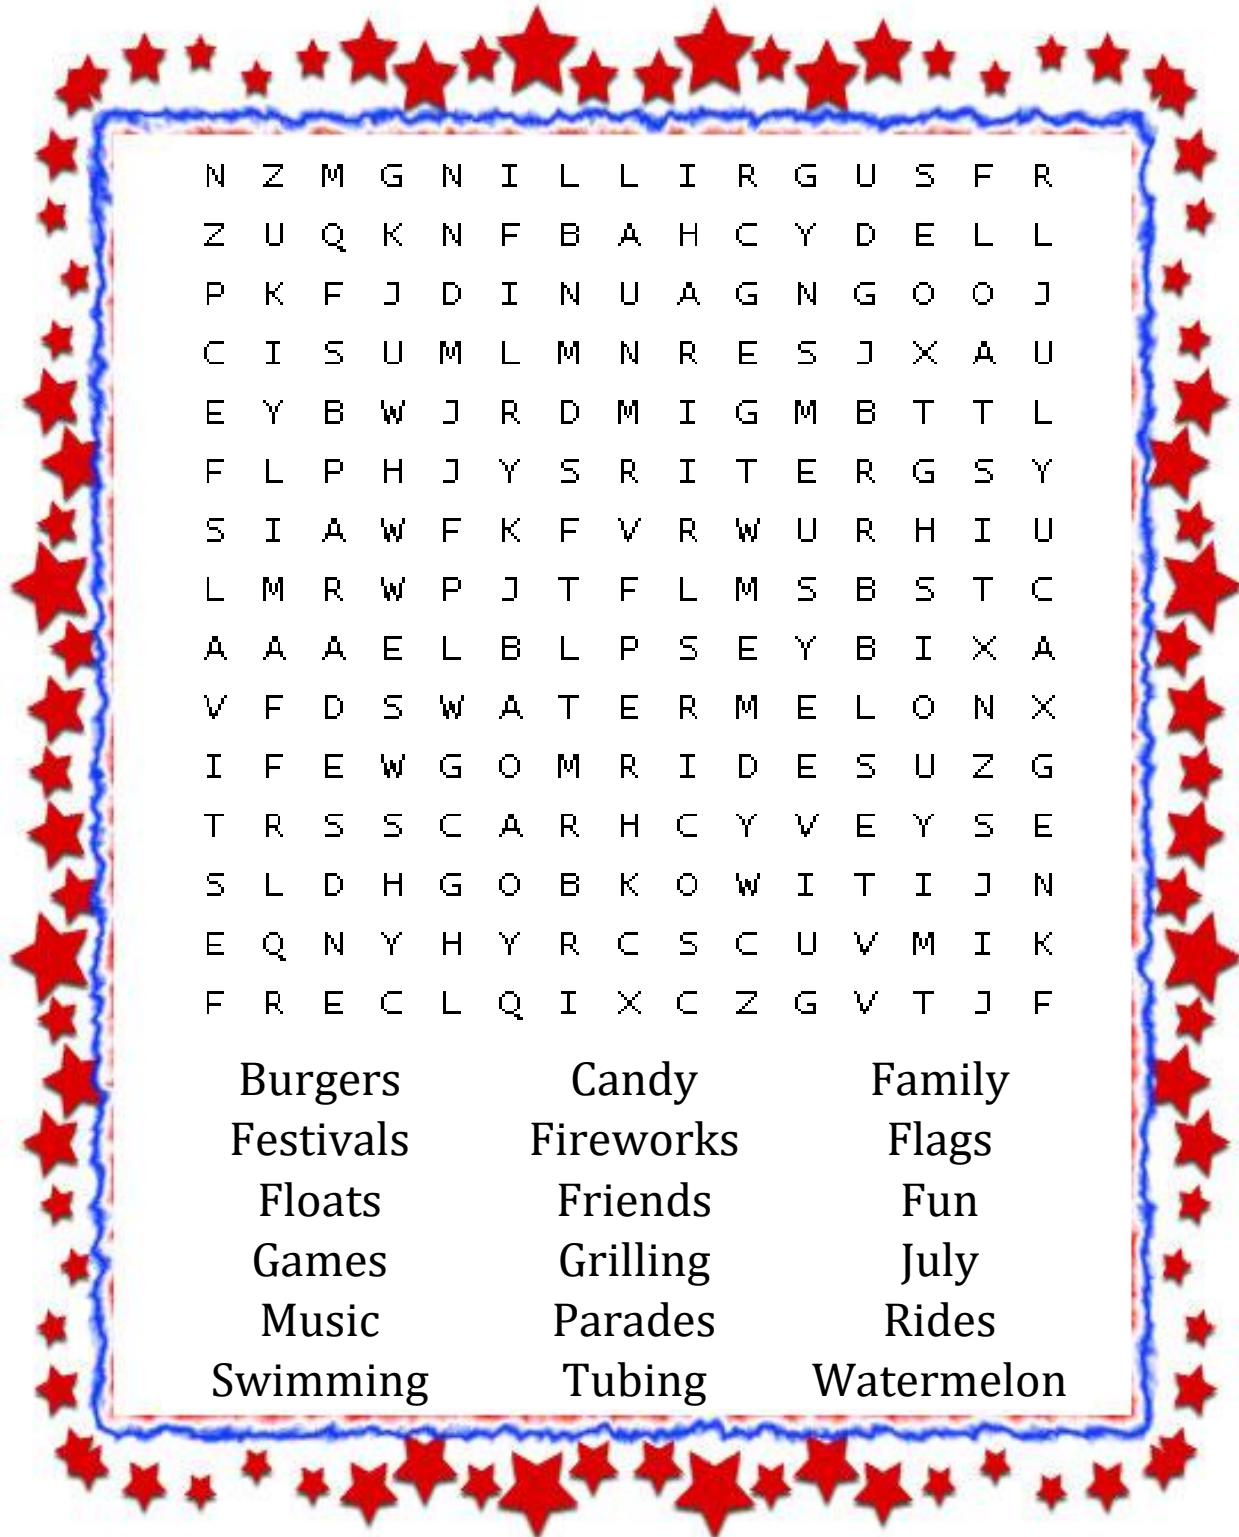 N Z M G N I L L I R G U S F R
Z U Q K N F B A H C Y D E L L
P K F J D I N U A G N G O O J
C I S U M L M N R E S J X A U
E Y B W J R D M I G M B T T L
F L P H J Y S R I T E R G S Y
S I A W F K F V R W U R H I U
L M R W P J T F L M S B S T C
A A A E L B L P S E Y B I X A
V F D S W A T E R M E L O N X
I F E W G O M R I D E S U Z G
T R S S C A R H C Y V E Y S E
S L D H G O B K O W I T I J N
E Q N Y H Y R C S C U V M I K
F R E C L Q I X C Z G V T J F
Burgers Candy Family
Festivals Fireworks Flags
Floats Friends Fun
Games Grilling July
Music Parades Rides
Swimming Tubing Watermelon